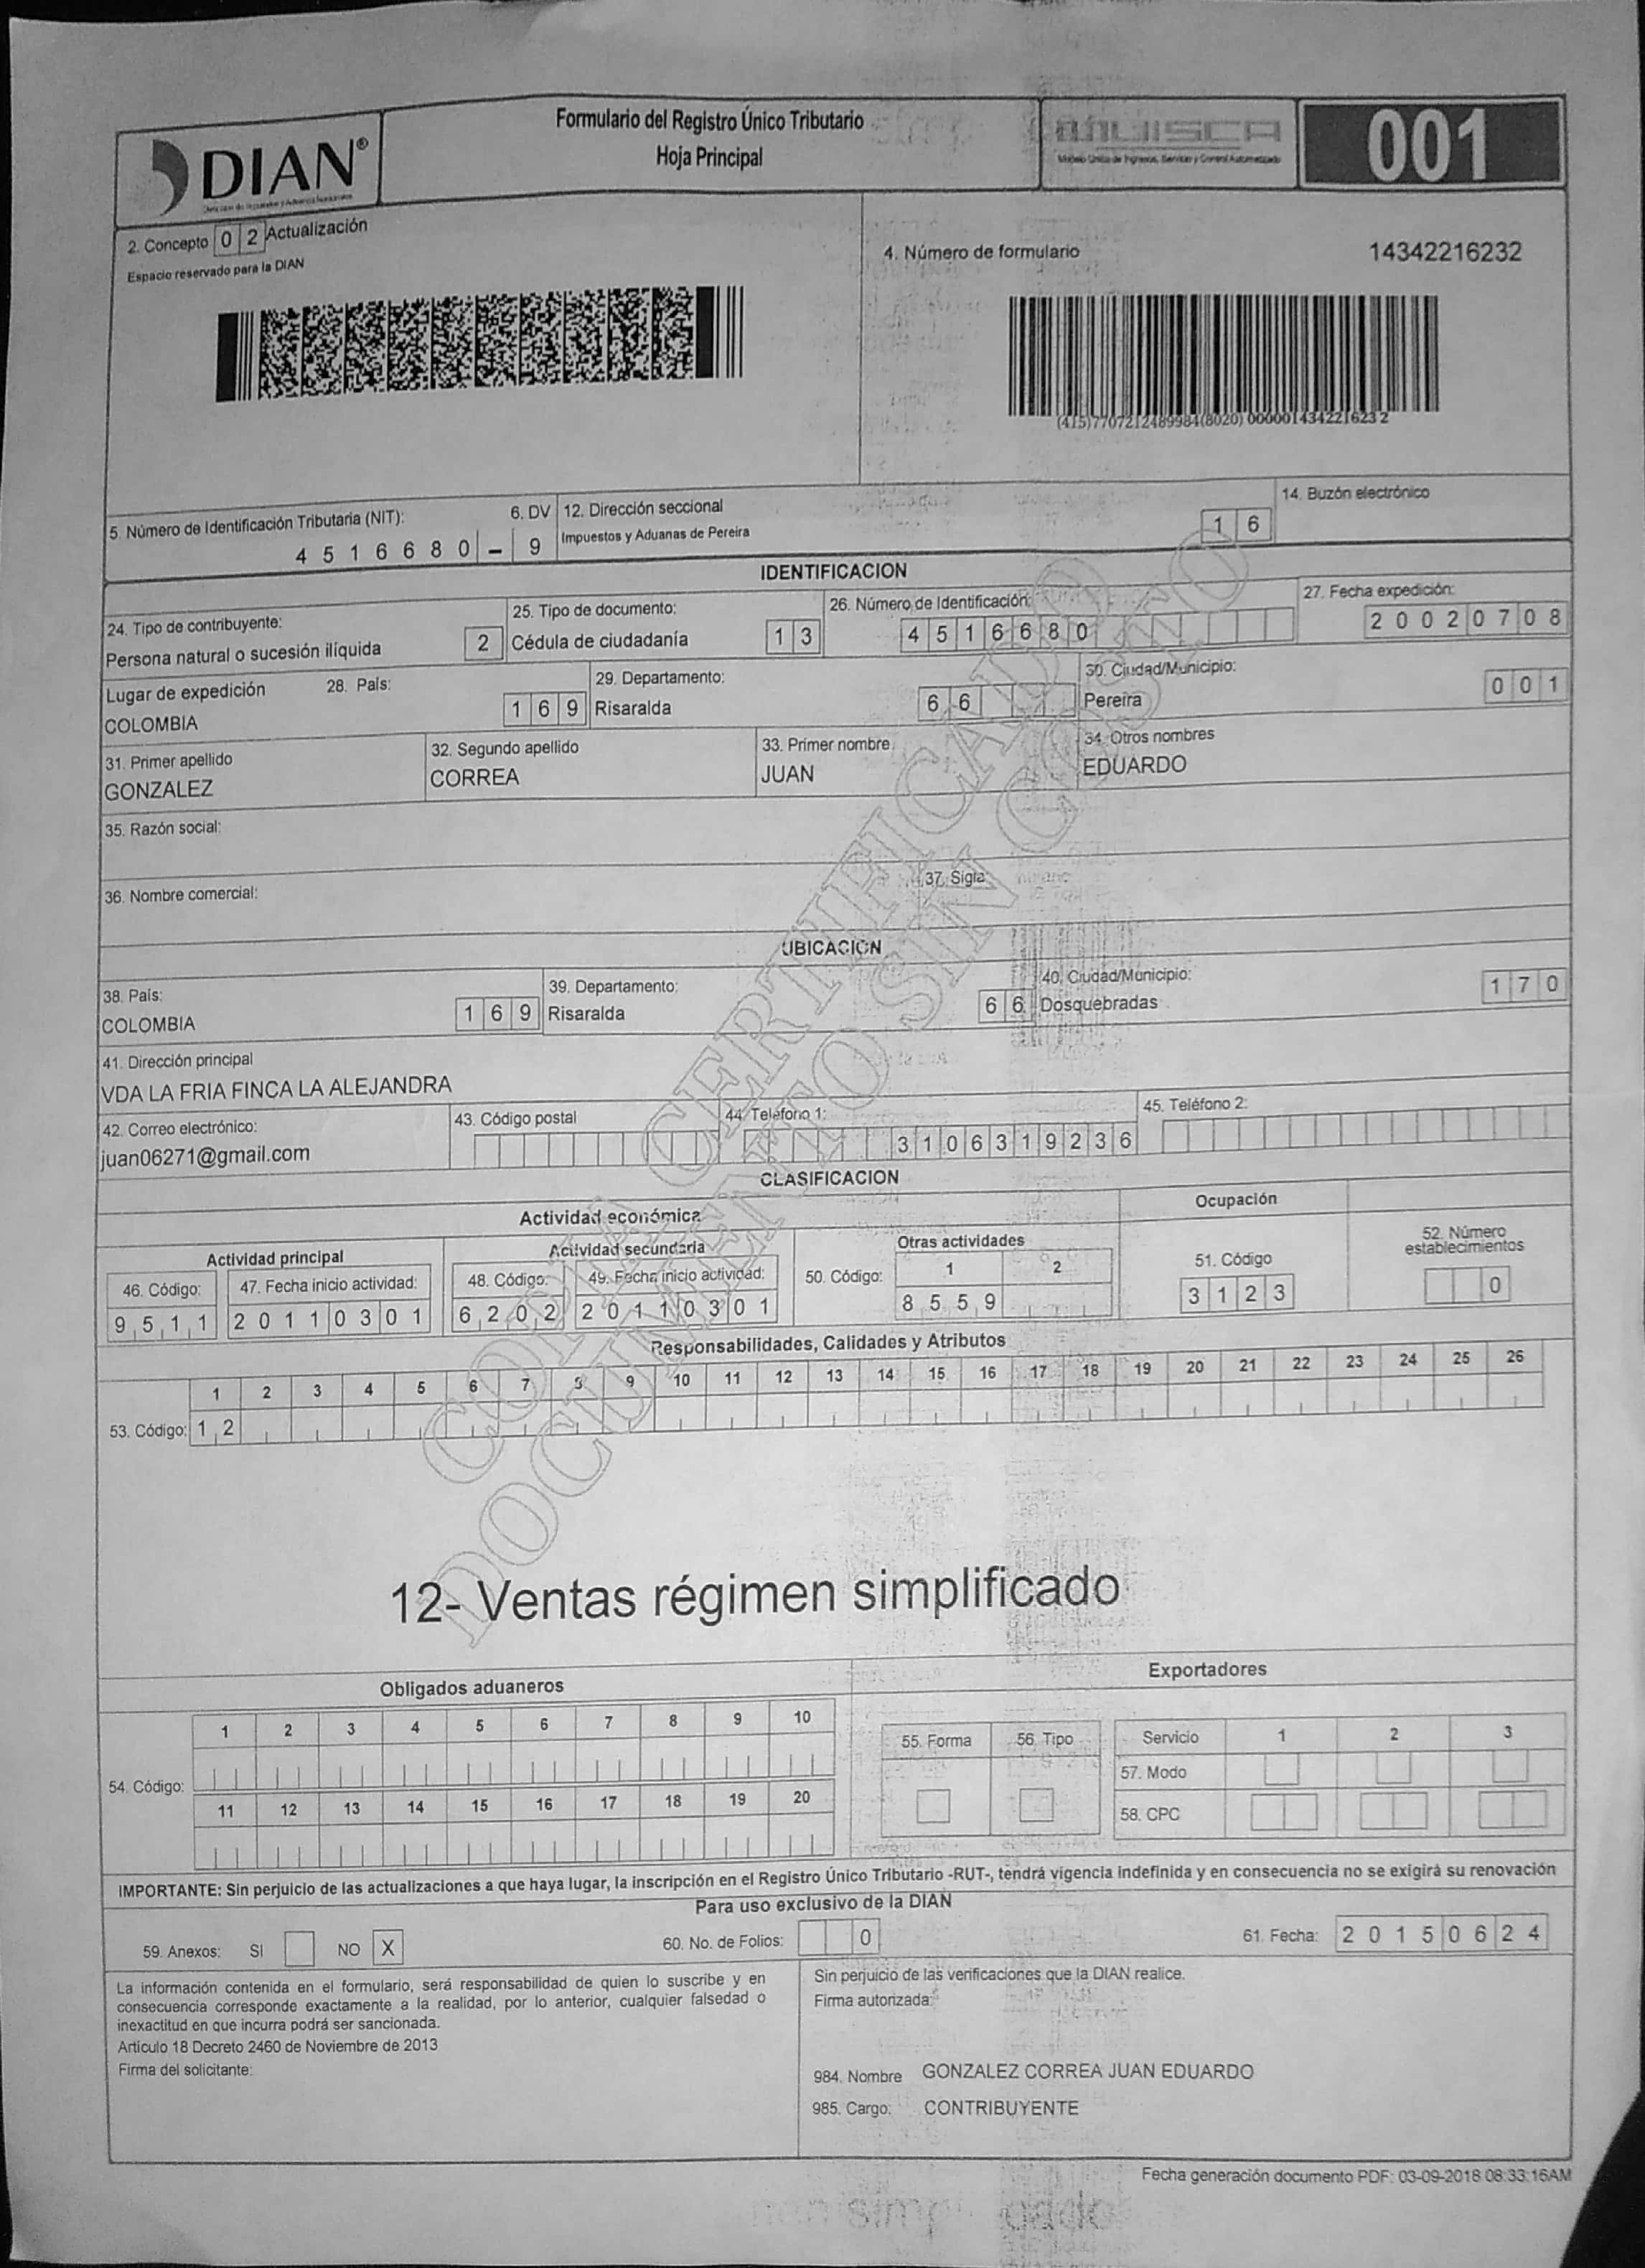 DIAN®
Formulario del Registro Único Tributario
Hoja Principal
MUISCA
Modelo Único de Ingresos, Servicio y Control Automatizado
001
2. Concepto 0 2 Actualización
Espacio reservado para la DIAN
4. Número de formulario 14342216232
(415)7707212489984(8020) 000001434221623 2
5. Número de Identificación Tributaria (NIT): 6. DV 12. Dirección seccional 14. Buzón electrónico
4 5 1 6 6 8 0 - 9 Impuestos y Aduanas de Pereira 1 6
IDENTIFICACION
24. Tipo de contribuyente: 25. Tipo de documento: 26. Número de Identificación: 27. Fecha expedición:
Persona natural o sucesión ilíquida 2 Cédula de ciudadanía 1 3 4 5 1 6 6 8 0 2 0 0 2 0 7 0 8
Lugar de expedición 28. País: 29. Departamento: 30. Ciudad/Municipio:
COLOMBIA 1 6 9 Risaralda 6 6 Pereira 0 0 1
31. Primer apellido 32. Segundo apellido 33. Primer nombre 34. Otros nombres
GONZALEZ CORREA JUAN EDUARDO
35. Razón social:
36. Nombre comercial: 37. Sigla:
UBICACION
38. País: 39. Departamento: 40. Ciudad/Municipio:
COLOMBIA 1 6 9 Risaralda 6 6 Dosquebradas 1 7 0
41. Dirección principal
VDA LA FRIA FINCA LA ALEJANDRA
42. Correo electrónico: 43. Código postal 44. Teléfono 1: 45. Teléfono 2:
juan06271@gmail.com 3 1 0 6 3 1 9 2 3 6
CLASIFICACION
Actividad económica Ocupación
Actividad principal Actividad secundaria Otras actividades 52. Número establecimientos
46. Código: 47. Fecha inicio actividad: 48. Código: 49. Fecha inicio actividad: 50. Código: 1 2 51. Código
9 5 1 1 2 0 1 1 0 3 0 1 6 2 0 2 2 0 1 1 0 3 0 1 8 5 5 9 3 1 2 3 0
Responsabilidades, Calidades y Atributos
1 2 3 4 5 6 7 8 9 10 11 12 13 14 15 16 17 18 19 20 21 22 23 24 25 26
53. Código: 1 2
12- Ventas régimen simplificado
COPIA CERTIFICADO
DOCUMENTO SIN COSTO
Obligados aduaneros Exportadores
1 2 3 4 5 6 7 8 9 10
55. Forma 56. Tipo Servicio 1 2 3
57. Modo
54. Código:
11 12 13 14 15 16 17 18 19 20
58. CPC
IMPORTANTE: Sin perjuicio de las actualizaciones a que haya lugar, la inscripción en el Registro Único Tributario -RUT-, tendrá vigencia indefinida y en consecuencia no se exigirá su renovación
Para uso exclusivo de la DIAN
59. Anexos: SI NO X 60. No. de Folios: 0 61. Fecha: 2 0 1 5 0 6 2 4
La información contenida en el formulario, será responsabilidad de quien lo suscribe y en
consecuencia corresponde exactamente a la realidad, por lo anterior, cualquier falsedad o
inexactitud en que incurra podrá ser sancionada.
Artículo 18 Decreto 2460 de Noviembre de 2013
Firma del solicitante:
Sin perjuicio de las verificaciones que la DIAN realice.
Firma autorizada:
984. Nombre GONZALEZ CORREA JUAN EDUARDO
985. Cargo: CONTRIBUYENTE
Fecha generación documento PDF: 03-09-2018 08:33:16AM